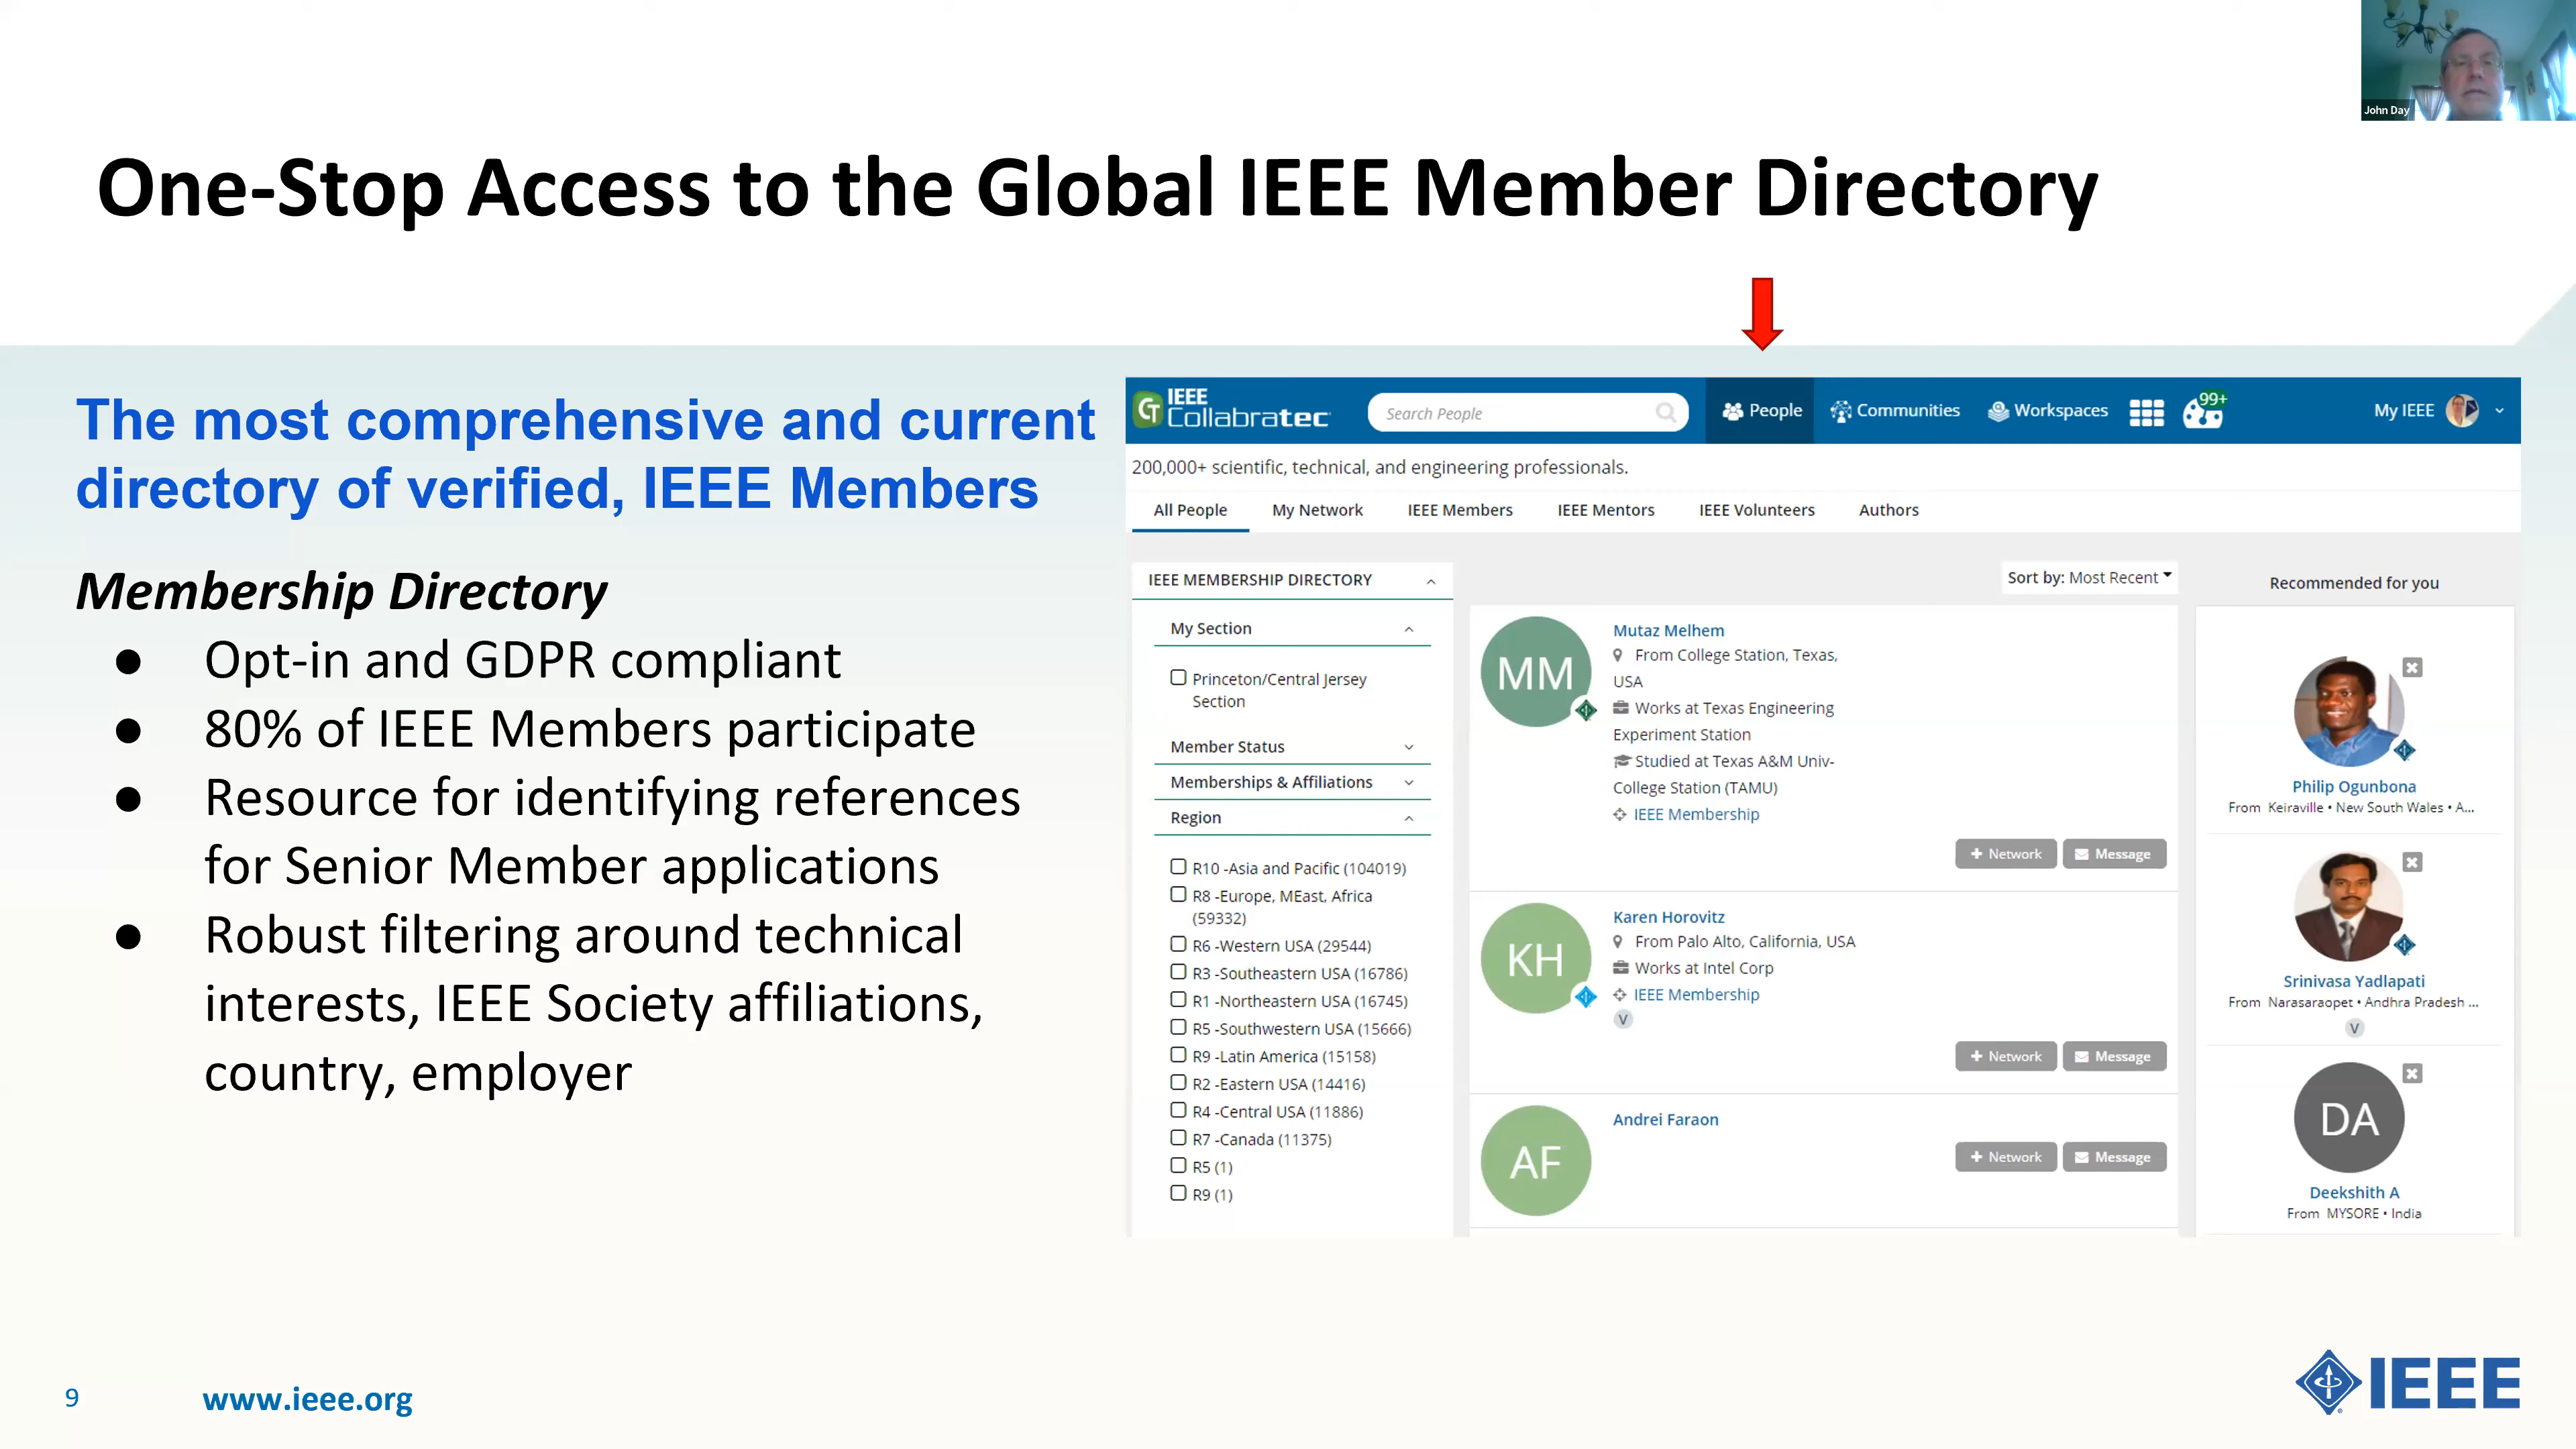 John Day
One-Stop Access to the Global IEEE Member Directory
The most comprehensive and current
directory of verified, IEEE Members
Membership Directory
● Opt-in and GDPR compliant
● 80% of IEEE Members participate
● Resource for identifying references
for Senior Member applications
● Robust filtering around technical
interests, IEEE Society affiliations,
country, employer
IEEE
Collabratec
Search People
People
Communities
Workspaces
99+
My IEEE
200,000+ scientific, technical, and engineering professionals.
All People
My Network
IEEE Members
IEEE Mentors
IEEE Volunteers
Authors
IEEE MEMBERSHIP DIRECTORY
My Section
Princeton/Central Jersey
Section
Member Status
Memberships & Affiliations
Region
R10 -Asia and Pacific (104019)
R8 -Europe, MEast, Africa
(59332)
R6 -Western USA (29544)
R3 -Southeastern USA (16786)
R1 -Northeastern USA (16745)
R5 -Southwestern USA (15666)
R9 -Latin America (15158)
R2 -Eastern USA (14416)
R4 -Central USA (11886)
R7 -Canada (11375)
R5 (1)
R9 (1)
Sort by: Most Recent
MM
Mutaz Melhem
From College Station, Texas,
USA
Works at Texas Engineering
Experiment Station
Studied at Texas A&M Univ-
College Station (TAMU)
IEEE Membership
+ Network
Message
KH
Karen Horovitz
From Palo Alto, California, USA
Works at Intel Corp
IEEE Membership
V
+ Network
Message
AF
Andrei Faraon
+ Network
Message
Recommended for you
Philip Ogunbona
From Keiraville • New South Wales • A...
Srinivasa Yadlapati
From Narasaraopet • Andhra Pradesh ...
V
DA
Deekshith A
From MYSORE • India
9
www.ieee.org
IEEE